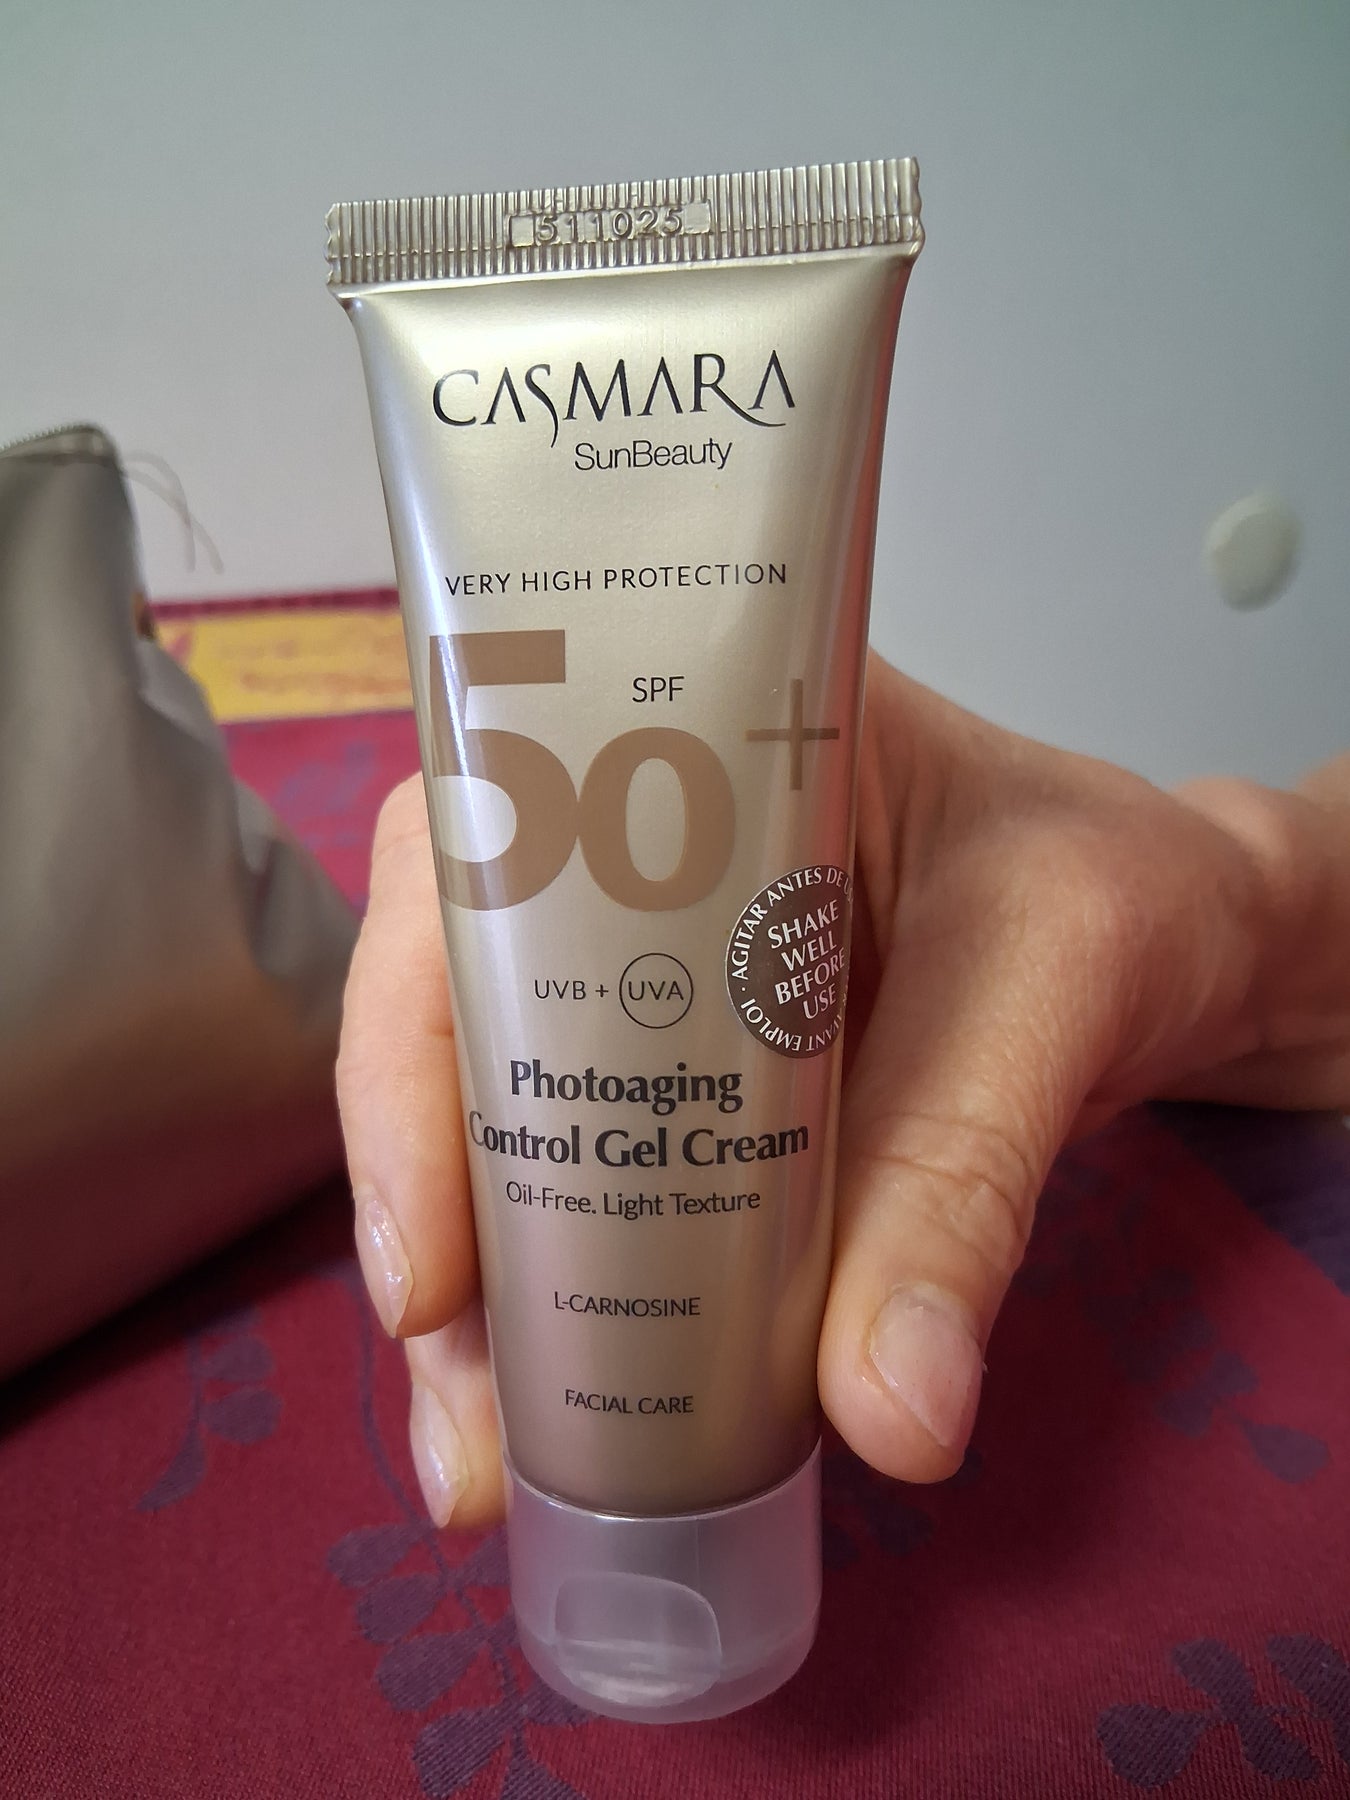 511025
CASMARA
SunBeauty
VERY HIGH PROTECTION
SPF
50+
AGITAR ANTES DE
SHAKE
WELL
BEFORE
USE
AVANT EMPLOI
UVB + UVA
Photoaging
Control Gel Cream
Oil-Free. Light Texture
L-CARNOSINE
FACIAL CARE